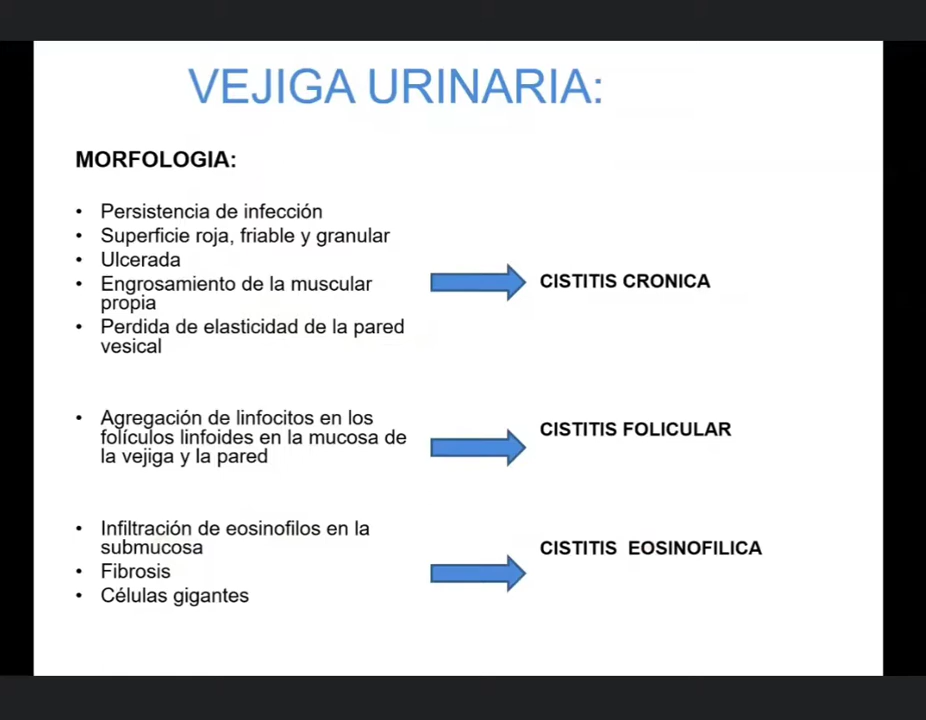 VEJIGA URINARIA:
MORFOLOGIA:
• Persistencia de infección
• Superficie roja, friable y granular
• Ulcerada
• Engrosamiento de la muscular
propia
• Perdida de elasticidad de la pared
vesical
CISTITIS CRONICA
• Agregación de linfocitos en los
folículos linfoides en la mucosa de
la vejiga y la pared
CISTITIS FOLICULAR
• Infiltración de eosinofilos en la
submucosa
• Fibrosis
• Células gigantes
CISTITIS EOSINOFILICA